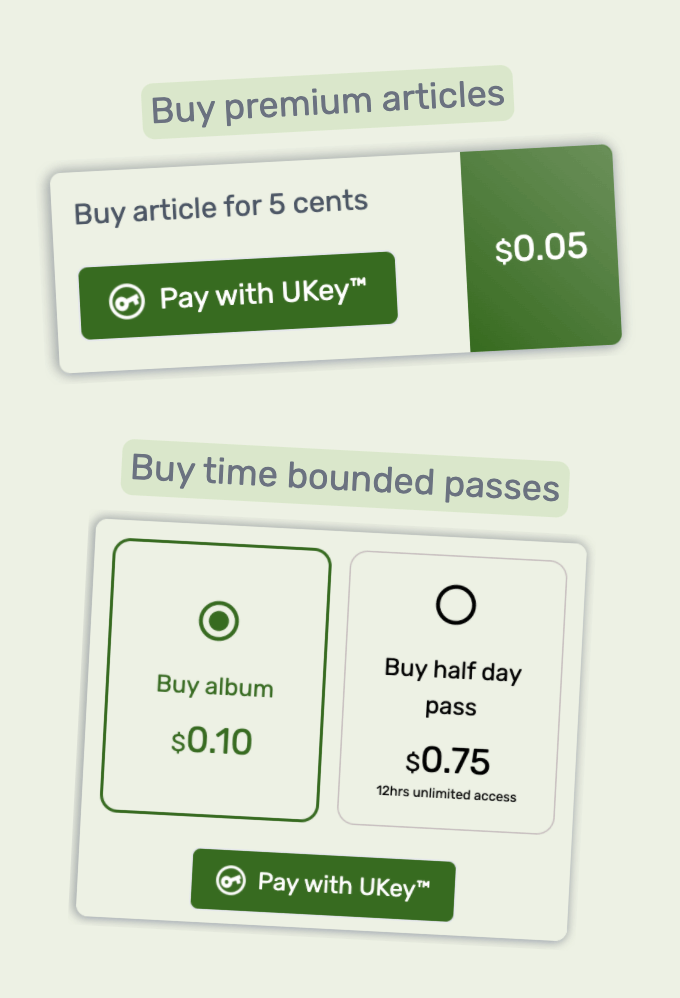 Buy premium articles
Buy article for 5 cents
$0.05
Pay with UKey™
Buy time bounded passes
Buy album
$0.10
Buy half day
pass
$0.75
12hrs unlimited access
Pay with UKey™